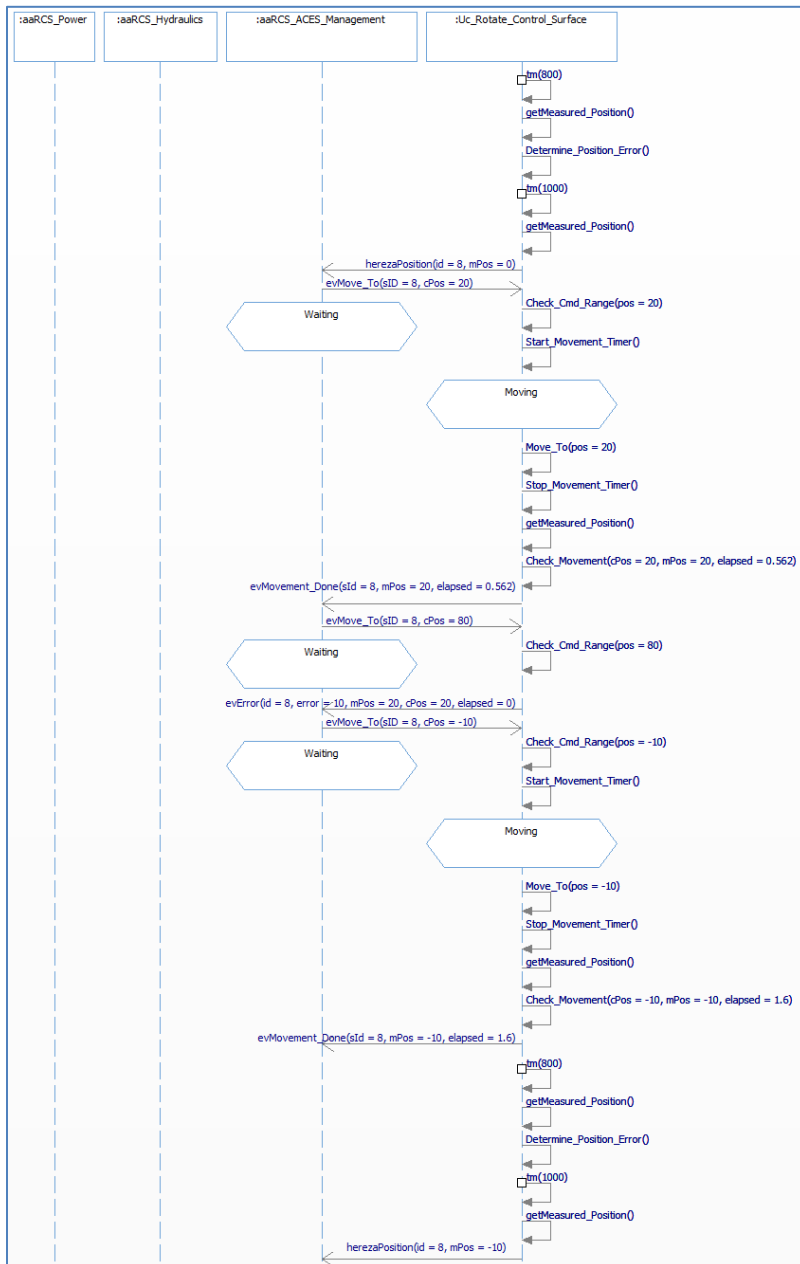 :aaRCS_Power
:aaRCS_Hydraulics
:aaRCS_ACES_Management
:Uc_Rotate_Control_Surface
tm(800)
getMeasured_Position()
Determine_Position_Error()
tm(1000)
getMeasured_Position()
herezaPosition(id = 8, mPos = 0)
evMove_To(sID = 8, cPos = 20)
Waiting
Check_Cmd_Range(pos = 20)
Start_Movement_Timer()
Moving
Move_To(pos = 20)
Stop_Movement_Timer()
getMeasured_Position()
Check_Movement(cPos = 20, mPos = 20, elapsed = 0.562)
evMovement_Done(sId = 8, mPos = 20, elapsed = 0.562)
evMove_To(sID = 8, cPos = 80)
Waiting
Check_Cmd_Range(pos = 80)
evError(id = 8, error = -10, mPos = 20, cPos = 20, elapsed = 0)
evMove_To(sID = 8, cPos = -10)
Waiting
Check_Cmd_Range(pos = -10)
Start_Movement_Timer()
Moving
Move_To(pos = -10)
Stop_Movement_Timer()
getMeasured_Position()
Check_Movement(cPos = -10, mPos = -10, elapsed = 1.6)
evMovement_Done(sId = 8, mPos = -10, elapsed = 1.6)
tm(800)
getMeasured_Position()
Determine_Position_Error()
tm(1000)
getMeasured_Position()
herezaPosition(id = 8, mPos = -10)